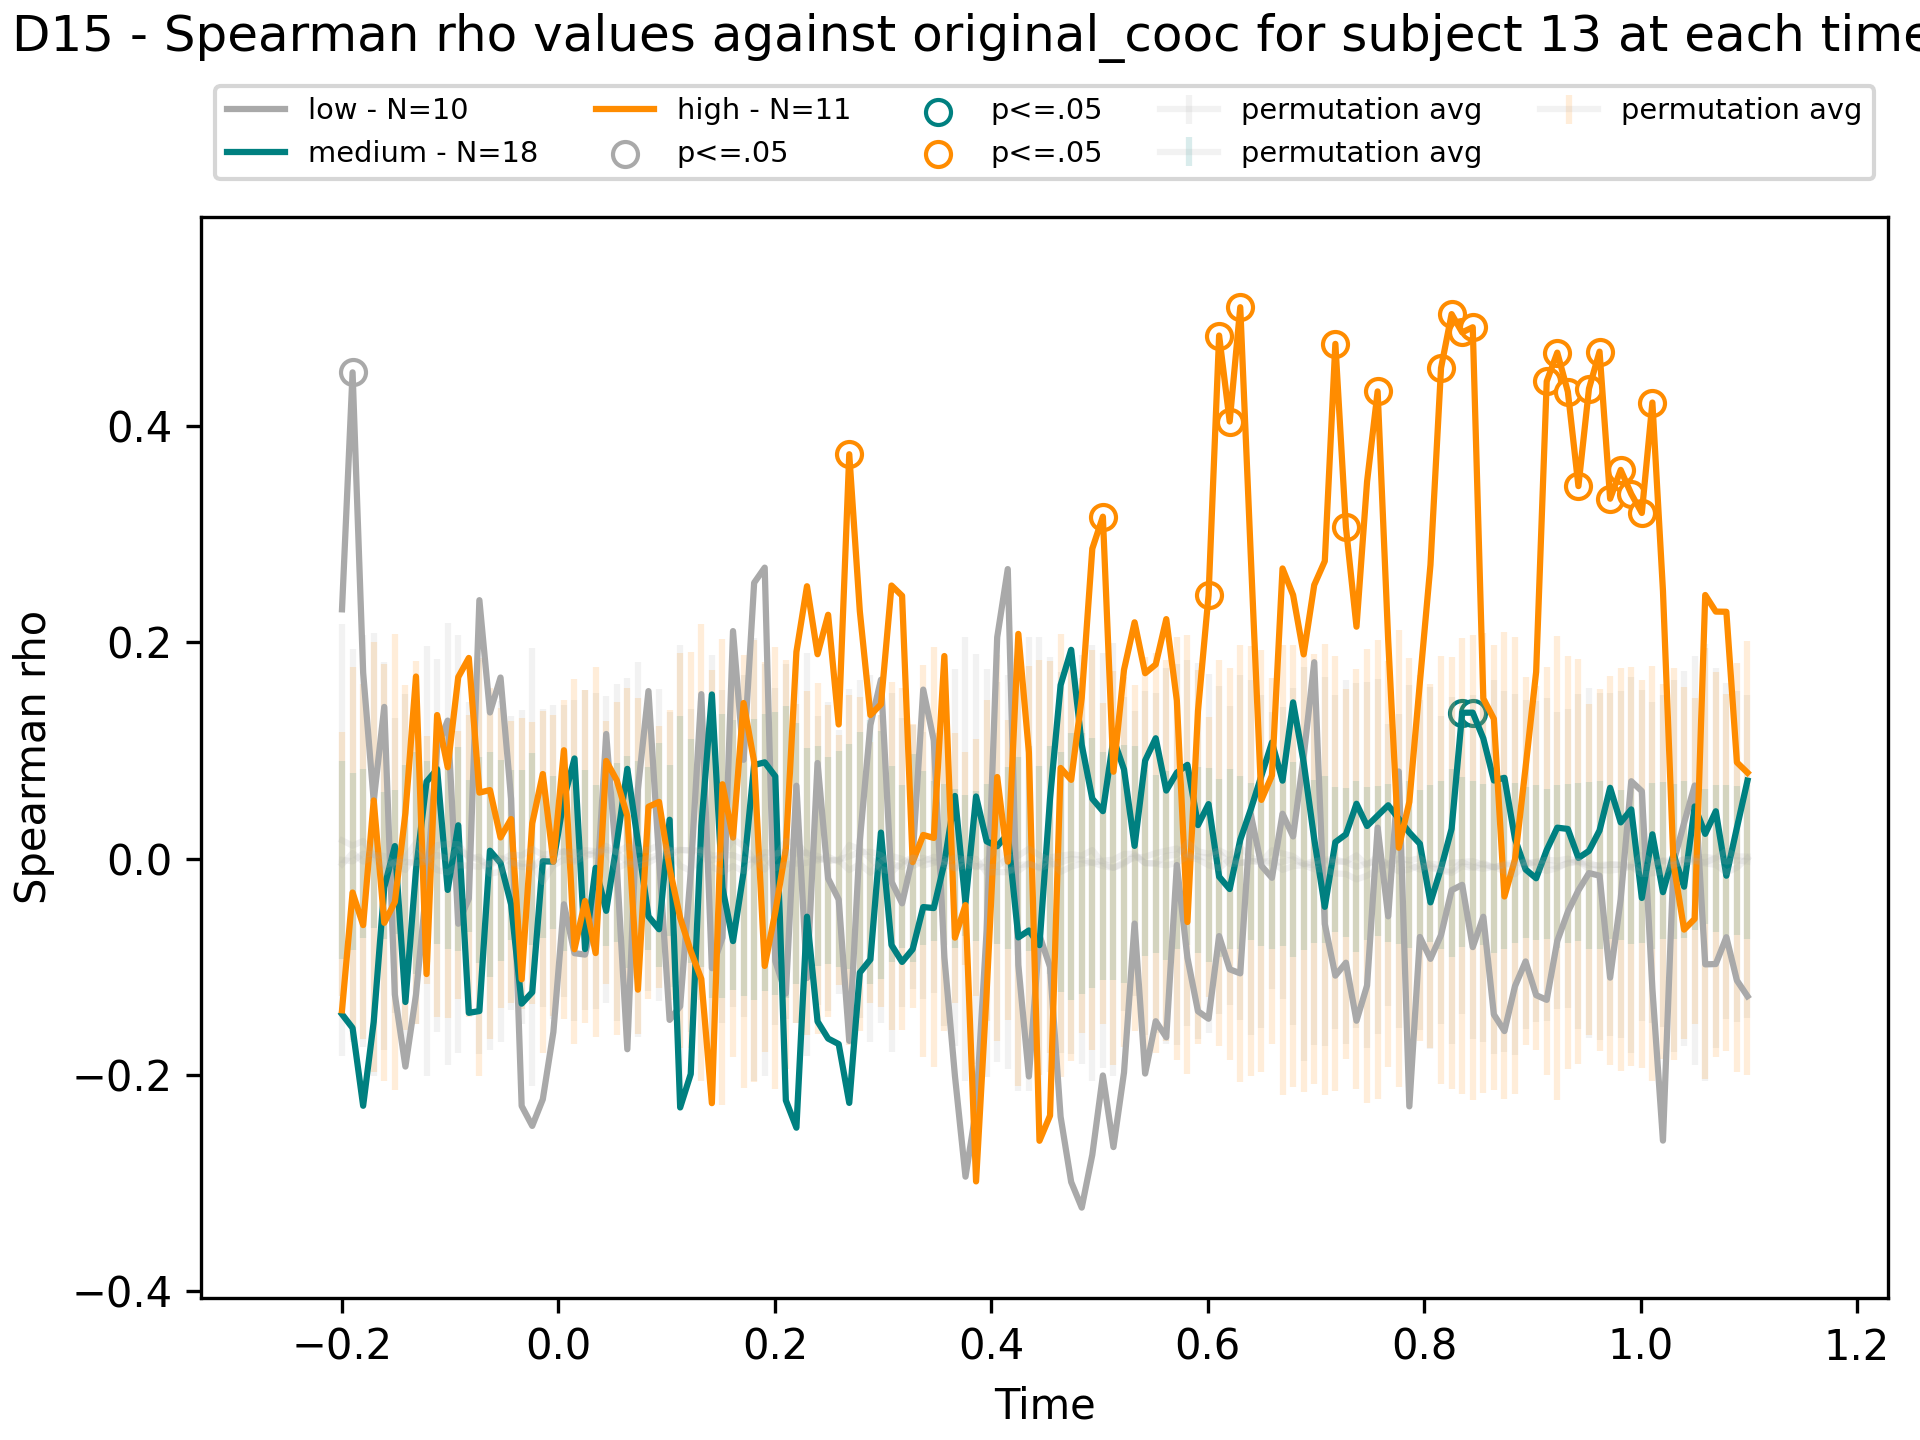 D15 - Spearman rho values against original_cooc for subject 13 at each time
low - N=10 high - N=11 p<=.05 permutation avg permutation avg
medium - N=18 p<=.05 p<=.05 permutation avg
Spearman rho
0.4
0.2
0.0
−0.2
−0.4
−0.2 0.0 0.2 0.4 0.6 0.8 1.0 1.2
Time